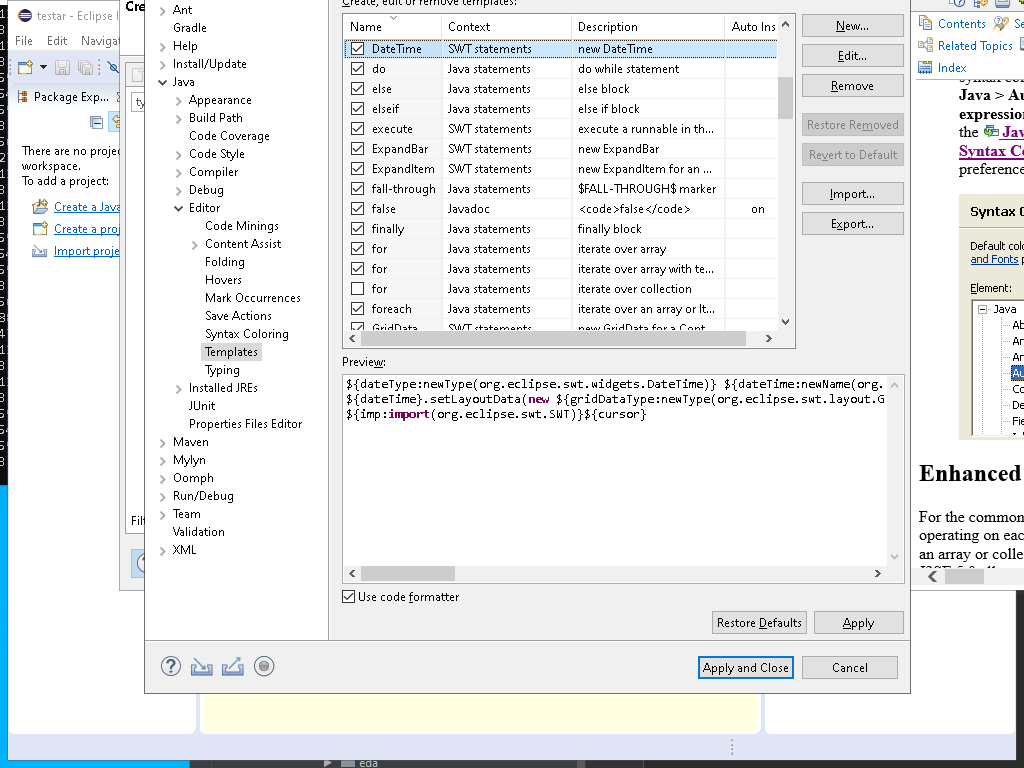 testar - Eclipse I
File Edit Navigat
Package Exp...
There are no proje
workspace.
To add a project:
Create a Java
Create a proj
Import proje
Cre
ty
Filt
Ant
Gradle
Help
Install/Update
Java
Appearance
Build Path
Code Coverage
Code Style
Compiler
Debug
Editor
Code Minings
Content Assist
Folding
Hovers
Mark Occurrences
Save Actions
Syntax Coloring
Templates
Typing
Installed JREs
JUnit
Properties Files Editor
Maven
Mylyn
Oomph
Run/Debug
Team
Validation
XML
Create, edit or remove templates:
Name Context Description Auto Ins
DateTime SWT statements new DateTime
do Java statements do while statement
else Java statements else block
elseif Java statements else if block
execute SWT statements execute a runnable in th...
ExpandBar SWT statements new ExpandBar
ExpandItem SWT statements new ExpandItem for an ...
fall-through Java statements $FALL-THROUGH$ marker
false Javadoc <code>false</code> on
finally Java statements finally block
for Java statements iterate over array
for Java statements iterate over array with te...
for Java statements iterate over collection
foreach Java statements iterate over an array or It...
GridData SWT statements new GridData for a Cont
New...
Edit...
Remove
Restore Removed
Revert to Default
Import...
Export...
Preview:
${dateType:newType(org.eclipse.swt.widgets.DateTime)} ${dateTime:newName(org.
${dateTime}.setLayoutData(new ${gridDataType:newType(org.eclipse.swt.layout.G
${imp:import(org.eclipse.swt.SWT)}${cursor}
Use code formatter
Restore Defaults Apply
Apply and Close Cancel
Contents Se
Related Topics
Index
Java > Au
expression
the Jav
Syntax Co
preference
Syntax C
Default colo
and Fonts p
Element:
Java
Ab
An
An
Au
Co
De
Fie
Enhanced
For the common
operating on eac
an array or colle
eda